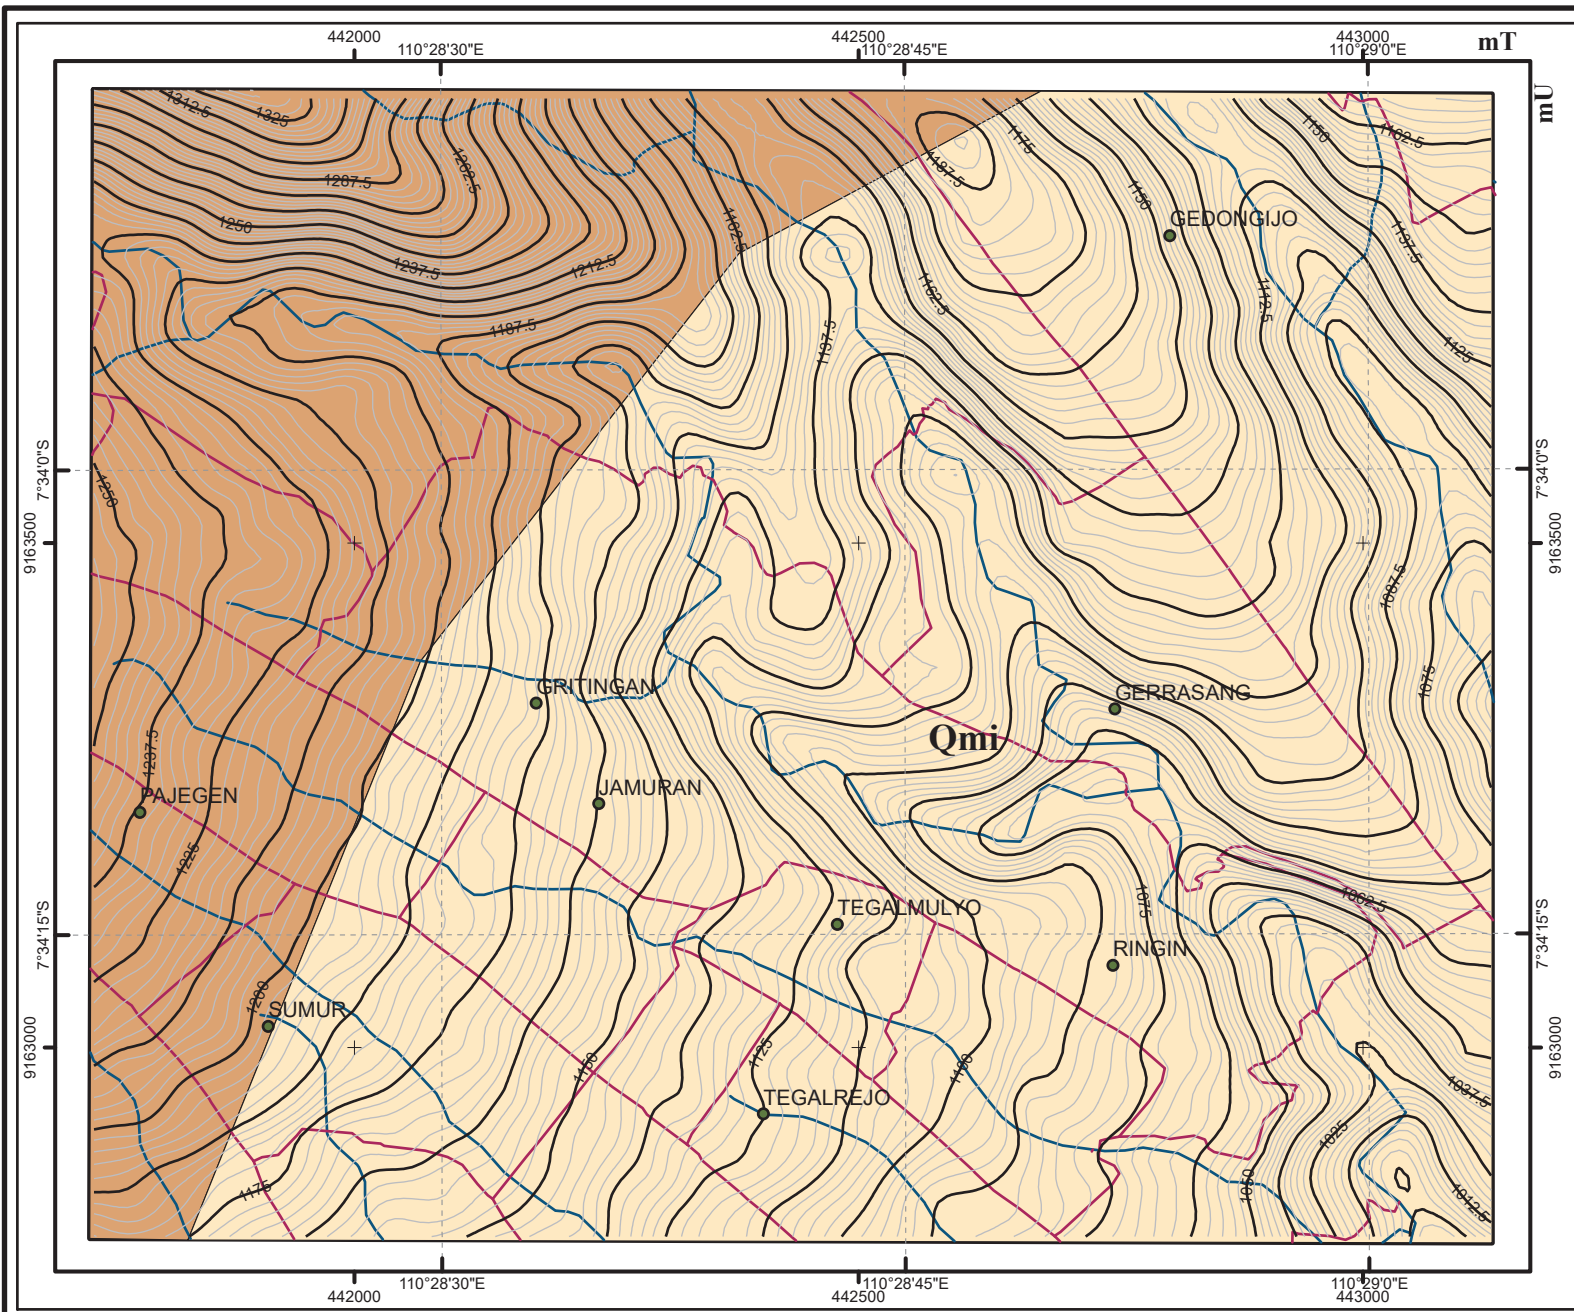 442000
442500
443000
110°28'30"E
110°28'45"E
110°29'0"E
mT
mU
1312.5
1325
1262.5
1287.5
1250
1237.5
1212.5
1187.5
1162.5
1187.5
1175
1150
1150
1162.5
GEDONGIJO
1137.5
1162.5
1112.5
1137.5
1125
7°34'0"S
7°34'0"S
1250
9163500
9163500
1087.5
GRITINGAN
GERRASANG
1075
Qmi
1237.5
PAJEGEN
JAMURAN
1225
1062.5
1075
TEGALMULYO
7°34'15"S
7°34'15"S
RINGIN
1200
SUMUR
9163000
9163000
1150
1125
1100
TEGALREJO
1037.5
1025
1175
1050
1012.5
110°28'30"E
110°28'45"E
110°29'0"E
442000
442500
443000